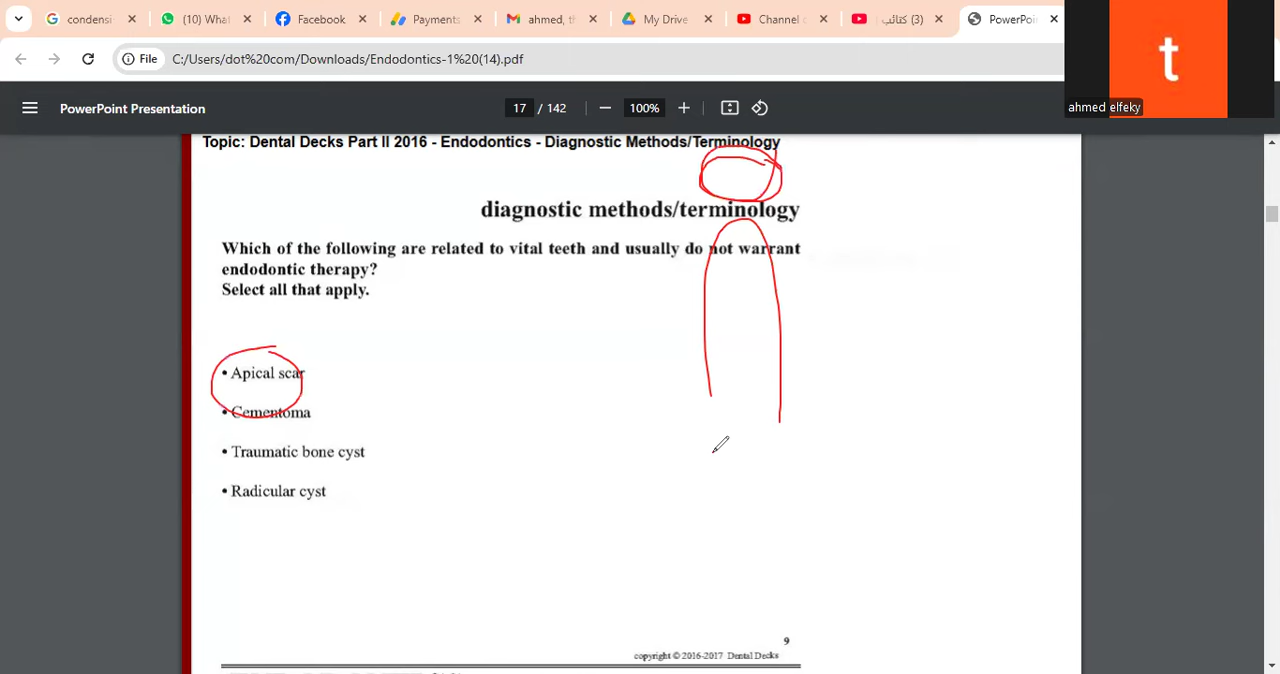 condensi
(10) What
Facebook
Payments
ahmed, th
My Drive
Channel c
(3) كتائب
PowerPoi
File
C:/Users/dot%20com/Downloads/Endodontics-1%20(14).pdf
t
ahmed elfeky
PowerPoint Presentation
17 / 142
100%
Topic: Dental Decks Part II 2016 - Endodontics - Diagnostic Methods/Terminology
diagnostic methods/terminology
Which of the following are related to vital teeth and usually do not warrant
endodontic therapy?
Select all that apply.
• Apical scar
• Cementoma
• Traumatic bone cyst
• Radicular cyst
9
copyright © 2016-2017 Dental Decks